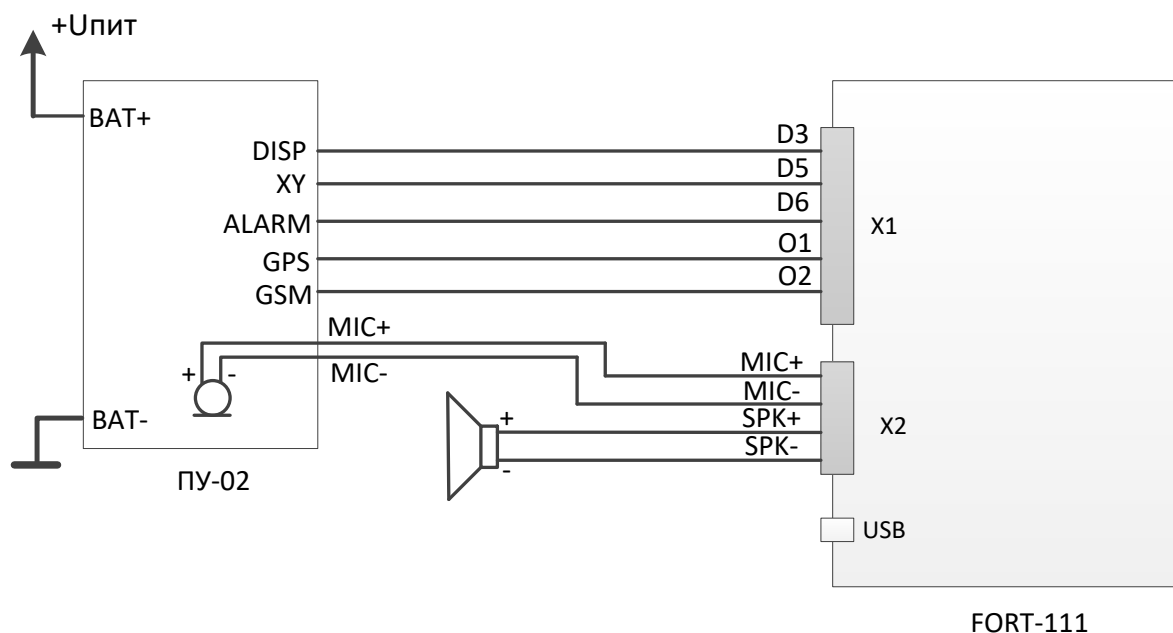 +Uпит
BAT+
DISP
XY
ALARM
GPS
GSM
BAT-
+ -
ПУ-02
MIC+
MIC-
D3
D5
D6
O1
O2
X1
MIC+
MIC-
SPK+
SPK-
+
-
X2
USB
FORT-111